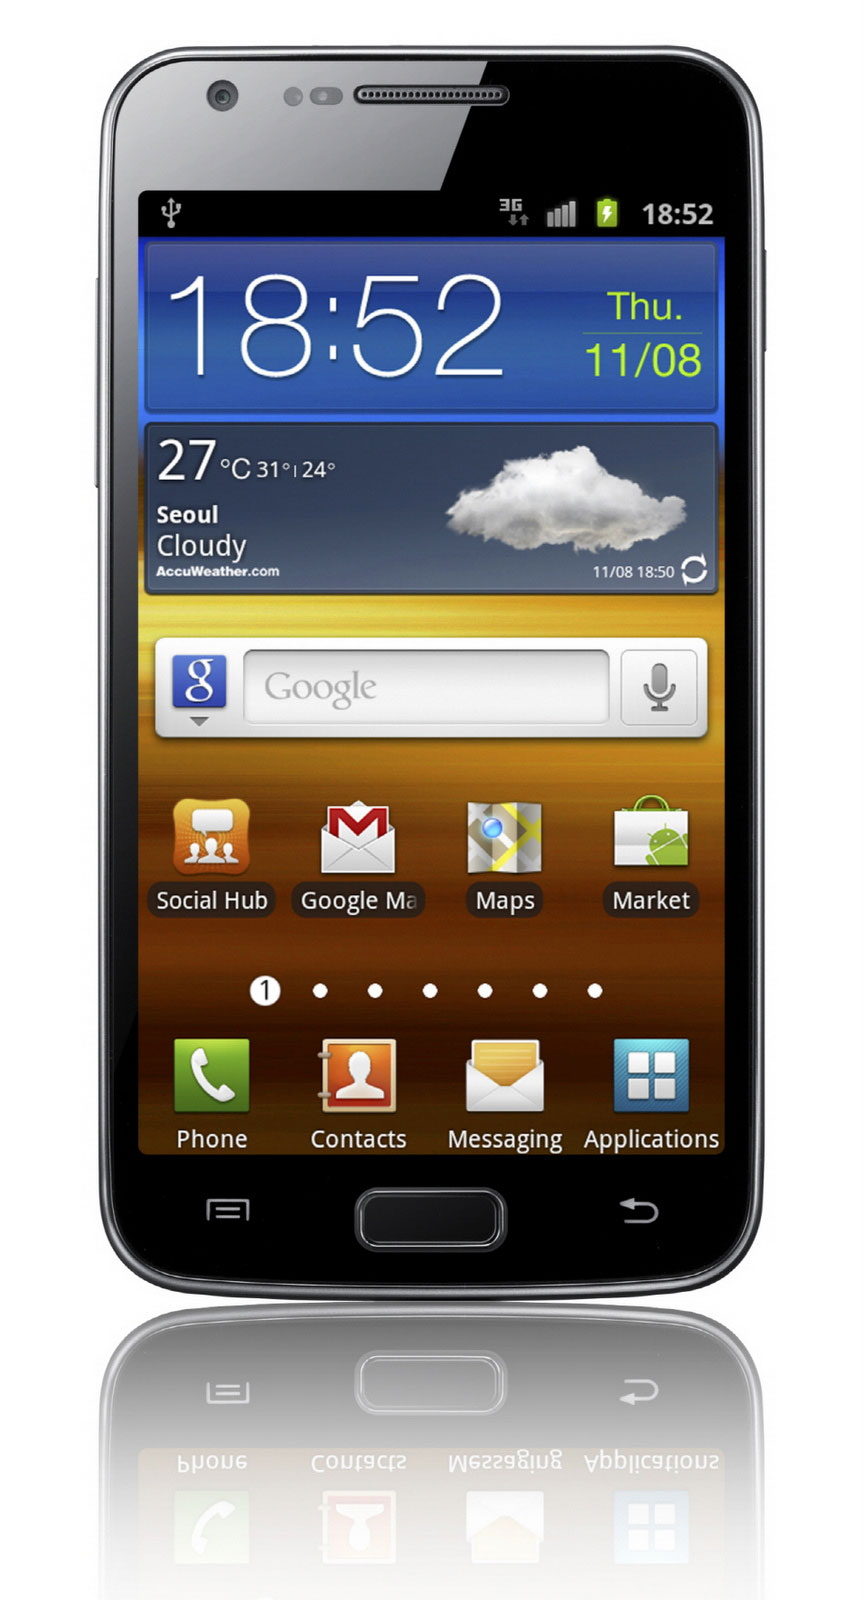 3G 18:52
18:52
Thu.
11/08
27°C 31°| 24°
Seoul
Cloudy
AccuWeather.com
11/08 18:50
g Google
Social Hub Google Ma Maps Market
1
Phone Contacts Messaging Applications
Phone Contacts Messaging Applications